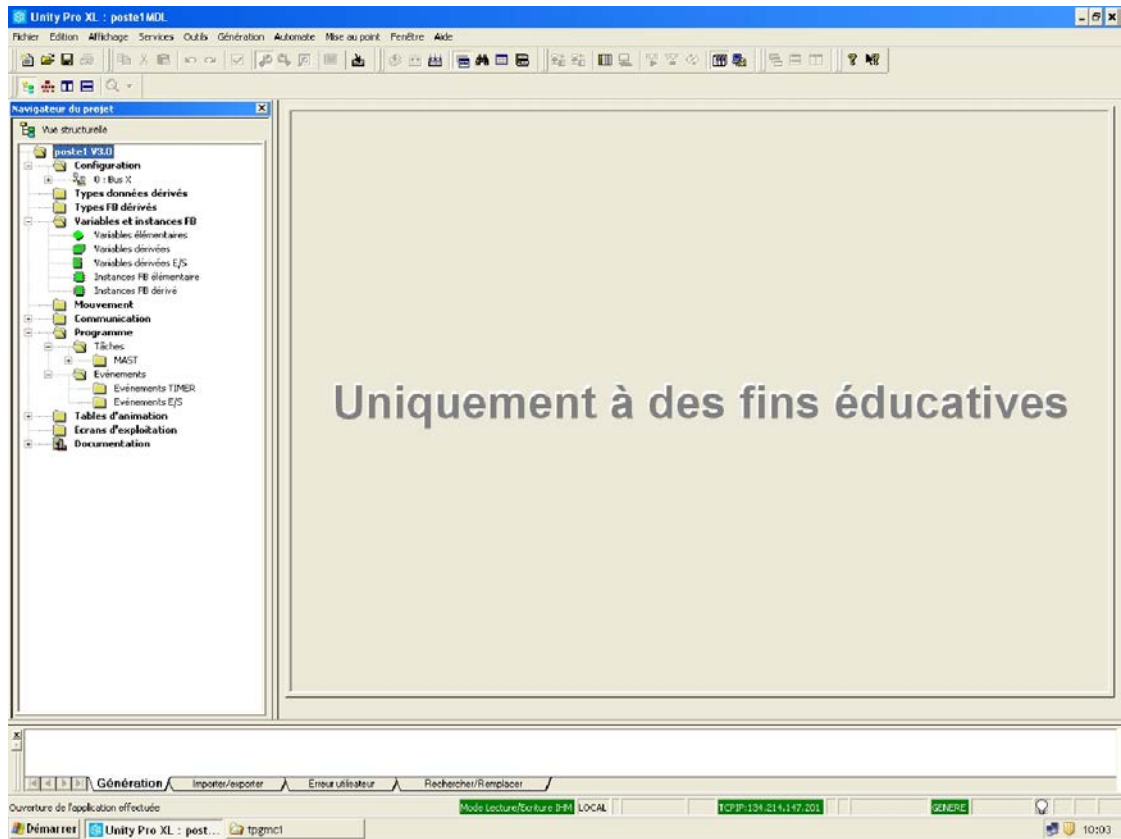 Unity Pro XL : poste1MDL
Fichier Edition Affichage Services Outils Génération Automate Mise au point Fenêtre Aide
Navigateur du projet
Vue structurelle
poste1 V3.0
Configuration
0 : Bus X
Types données dérivés
Types FB dérivés
Variables et instances FB
Variables élémentaires
Variables dérivées
Variables dérivées E/S
Instances FB élémentaire
Instances FB dérivé
Mouvement
Communication
Programme
Tâches
MAST
Evénements
Evénements TIMER
Evénements E/S
Tables d'animation
Ecrans d'exploitation
Documentation
Uniquement à des fins éducatives
Génération Importer/exporter Erreur utilisateur Rechercher/Remplacer
Ouverture de l'application effectuée Mode Lecture/Ecriture IHM LOCAL TCPIP:134.214.147.201 GENERE
Démarrer Unity Pro XL : post... tpgmc1 10:03